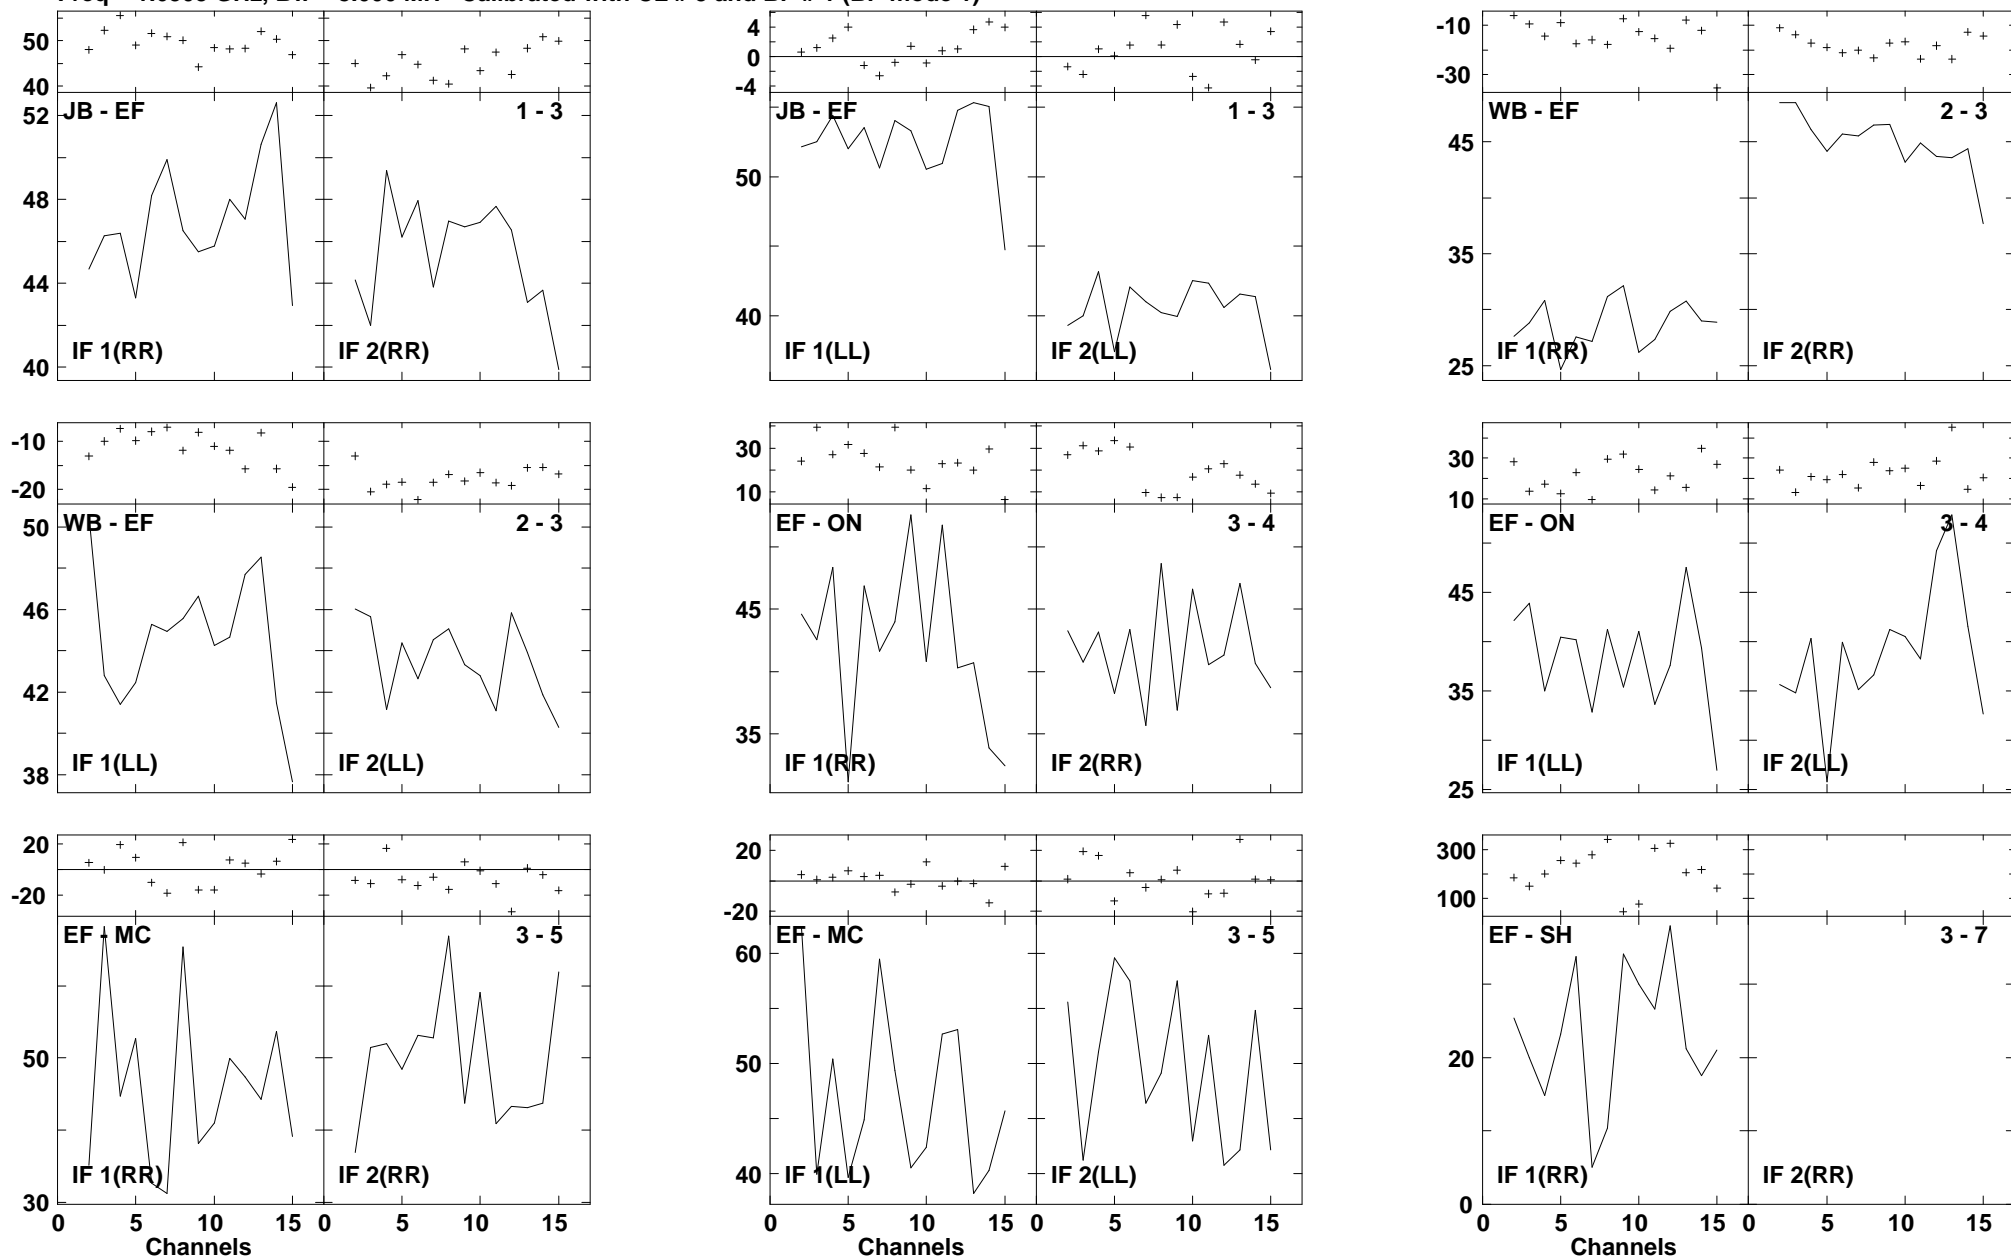 50
40
JB - EF
1 - 3
52
48
44
40
IF 1(RR)
IF 2(RR)
4
0
-4
JB - EF
1 - 3
50
40
IF 1(LL)
IF 2(LL)
-10
-30
WB - EF
2 - 3
45
35
25
IF 1(RR)
IF 2(RR)
-10
-20
WB - EF
2 - 3
50
46
42
38
IF 1(LL)
IF 2(LL)
30
10
EF - ON
3 - 4
45
35
IF 1(RR)
IF 2(RR)
30
10
EF - ON
3 - 4
45
35
25
IF 1(LL)
IF 2(LL)
20
-20
EF - MC
3 - 5
50
30
IF 1(RR)
IF 2(RR)
0 5 10 15 0 5 10 15
Channels
20
-20
EF - MC
3 - 5
60
50
40
IF 1(LL)
IF 2(LL)
0 5 10 15 0 5 10 15
Channels
300
100
EF - SH
3 - 7
20
0
IF 1(RR)
IF 2(RR)
0 5 10 15 0 5 10 15
Channels